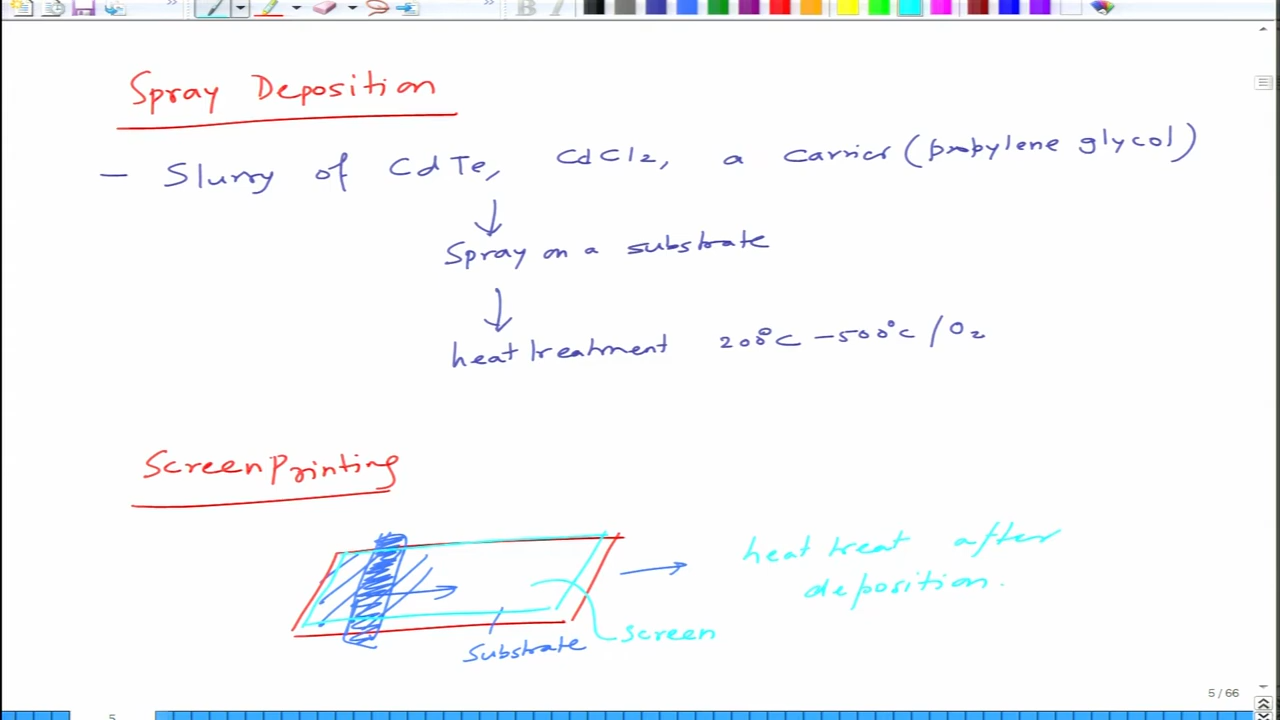 Spray Deposition
— Slurry of CdTe, CdCl2, a carrier (propylene glycol)
Spray on a substrate
heat treatment 200°C – 500°C / O2
Screen Printing
heat treat after
deposition.
screen
Substrate
5 / 66
5